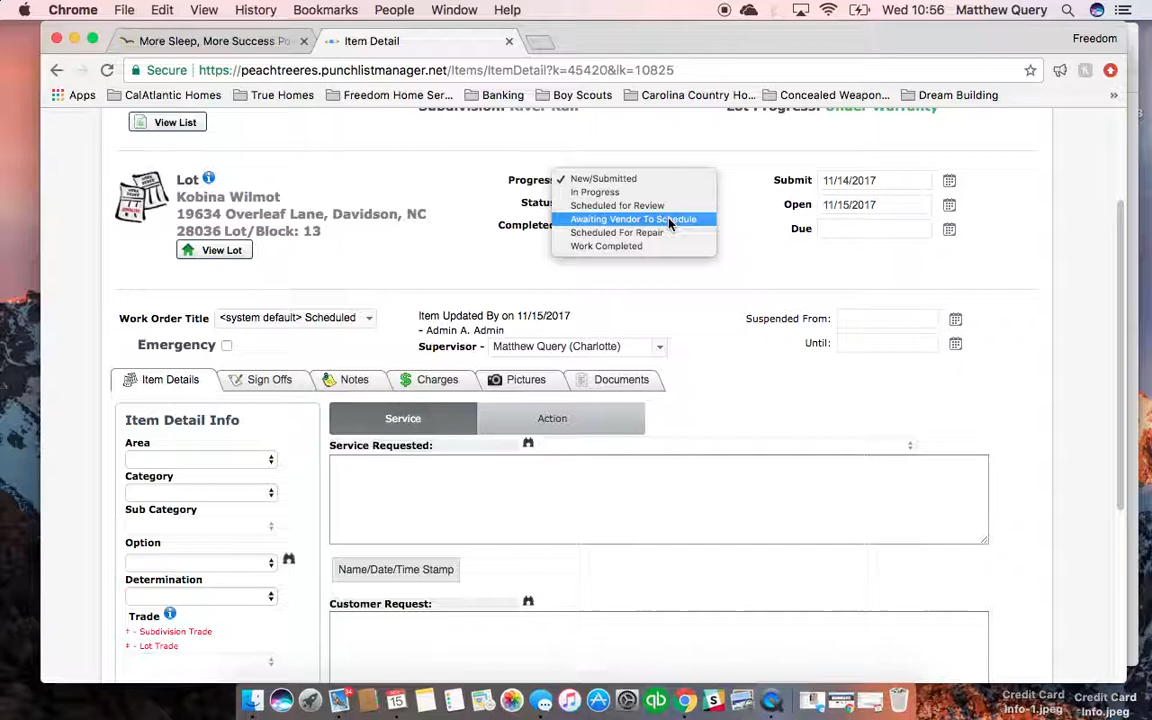 Chrome File Edit View History Bookmarks People Window Help Wed 10:56 Matthew Query
More Sleep, More Success Po Item Detail Freedom
Secure https://peachtreeres.punchlistmanager.net/Items/ItemDetail?k=45420&lk=10825
Apps CalAtlantic Homes True Homes Freedom Home Ser... Banking Boy Scouts Carolina Country Ho... Concealed Weapon... Dream Building »
Subdivision: River Run Lot Progress: Under Warranty
View List
Lot
Kobina Wilmot
19634 Overleaf Lane, Davidson, NC
28036 Lot/Block: 13
View Lot
Progress
Status
Completed
New/Submitted
In Progress
Scheduled for Review
Awaiting Vendor To Schedule
Scheduled For Repair
Work Completed
Submit 11/14/2017
Open 11/15/2017
Due
Work Order Title <system default> Scheduled
Emergency
Item Updated By on 11/15/2017
- Admin A. Admin
Supervisor - Matthew Query (Charlotte)
Suspended From:
Until:
Item Details Sign Offs Notes Charges Pictures Documents
Item Detail Info
Area
Category
Sub Category
Option
Determination
Trade
† - Subdivision Trade
‡ - Lot Trade
Service Action
Service Requested:
Name/Date/Time Stamp
Customer Request:
Credit Card
Info-1.jpeg
Credit Card
Info.jpeg